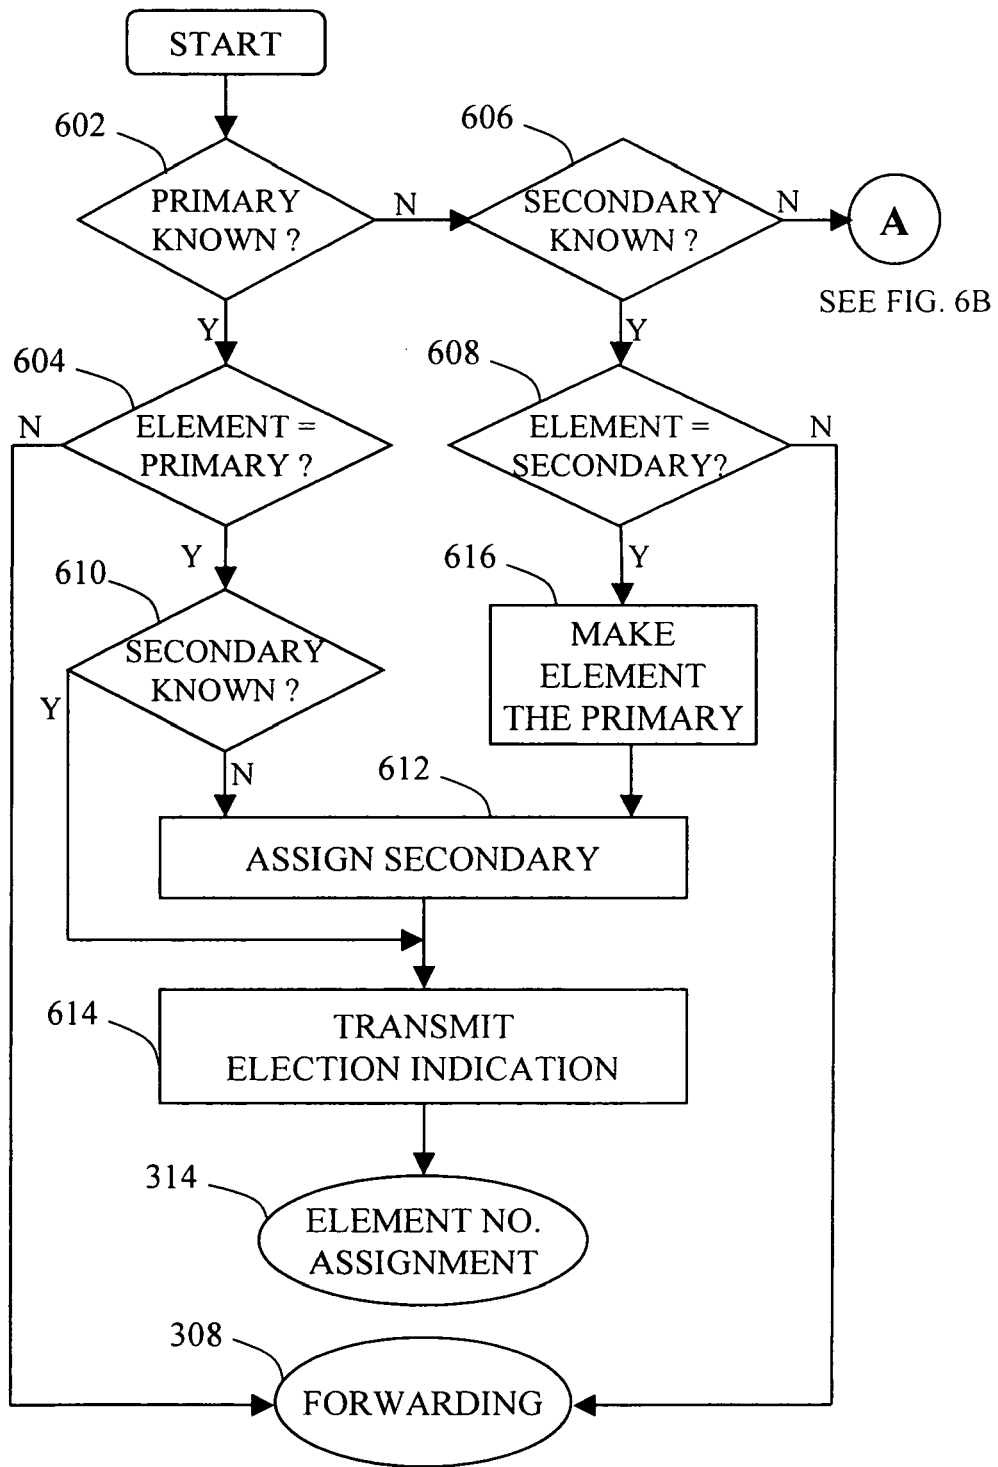 START
602
606
PRIMARY
KNOWN ?
N
SECONDARY
KNOWN ?
N
A
SEE FIG. 6B
Y
Y
604
608
N
ELEMENT =
PRIMARY ?
ELEMENT =
SECONDARY?
N
Y
Y
610
616
SECONDARY
KNOWN ?
Y
MAKE
ELEMENT
THE PRIMARY
N
612
ASSIGN SECONDARY
614
TRANSMIT
ELECTION INDICATION
314
ELEMENT NO.
ASSIGNMENT
308
FORWARDING